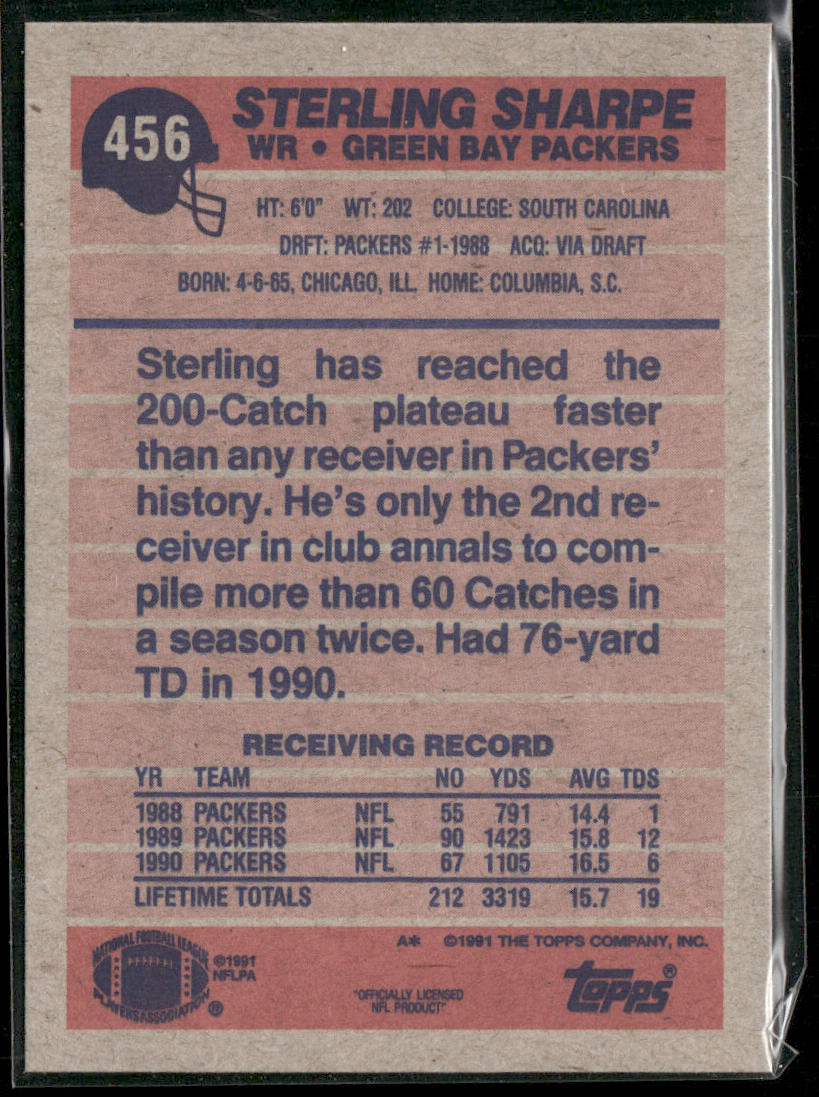 456
STERLING SHARPE
WR • GREEN BAY PACKERS
HT: 6'0" WT: 202 COLLEGE: SOUTH CAROLINA
DRFT: PACKERS #1-1988 ACQ: VIA DRAFT
BORN: 4-6-65, CHICAGO, ILL. HOME: COLUMBIA, S.C.
Sterling has reached the
200-Catch plateau faster
than any receiver in Packers'
history. He's only the 2nd re-
ceiver in club annals to com-
pile more than 60 Catches in
a season twice. Had 76-yard
TD in 1990.
RECEIVING RECORD
YR TEAM NO YDS AVG TDS
1988 PACKERS NFL 55 791 14.4 1
1989 PACKERS NFL 90 1423 15.8 12
1990 PACKERS NFL 67 1105 16.5 6
LIFETIME TOTALS 212 3319 15.7 19
NATIONAL FOOTBALL LEAGUE
PLAYERS ASSOCIATION ®
©1991
NFLPA
A* ©1991 THE TOPPS COMPANY, INC.
"OFFICIALLY LICENSED
NFL PRODUCT"
topps®